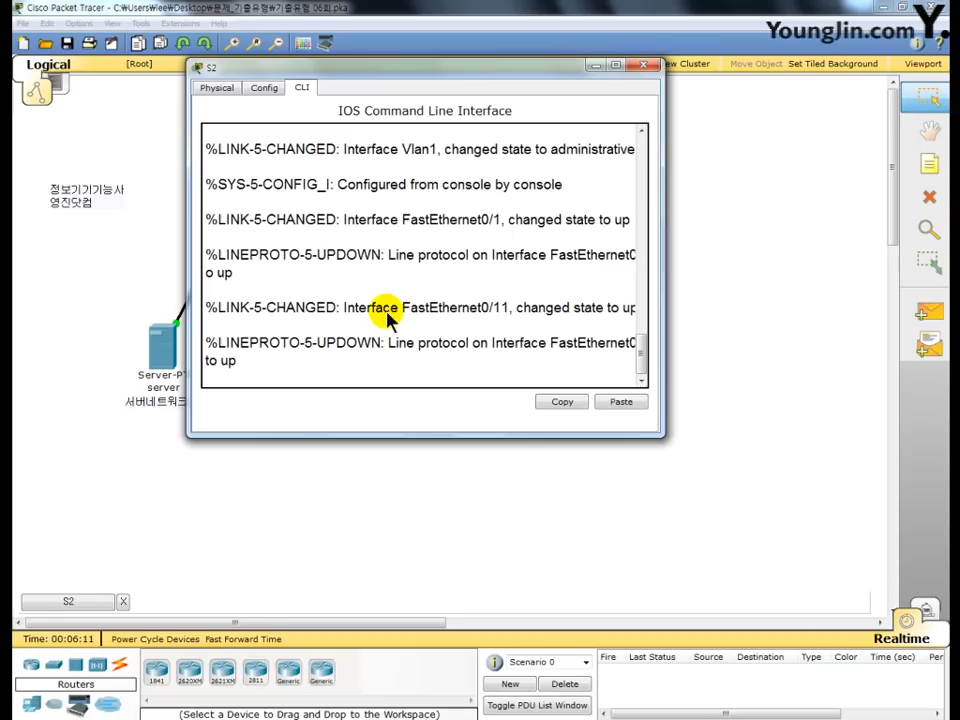 Cisco Packet Tracer - C:\Users\lee\Desktop\문제_기출유형\기출유형 06회.pka
File Edit Options View Tools Extensions Help
YoungJin.com Y.
Logical
[Root]
New Cluster
Move Object
Set Tiled Background
Viewport
S2
Physical
Config
CLI
IOS Command Line Interface
%LINK-5-CHANGED: Interface Vlan1, changed state to administrative
%SYS-5-CONFIG_I: Configured from console by console
%LINK-5-CHANGED: Interface FastEthernet0/1, changed state to up
%LINEPROTO-5-UPDOWN: Line protocol on Interface FastEthernet0
o up
%LINK-5-CHANGED: Interface FastEthernet0/11, changed state to up
%LINEPROTO-5-UPDOWN: Line protocol on Interface FastEthernet0
to up
Copy
Paste
정보기기기능사
영진닷컴
Server-PT
server
서버네트워크
S2
X
Time: 00:06:11
Power Cycle Devices Fast Forward Time
Realtime
Routers
1841
2620XM
2621XM
2811
Generic
Generic
(Select a Device to Drag and Drop to the Workspace)
Scenario 0
New
Delete
Toggle PDU List Window
Fire
Last Status
Source
Destination
Type
Color
Time (sec)
Per